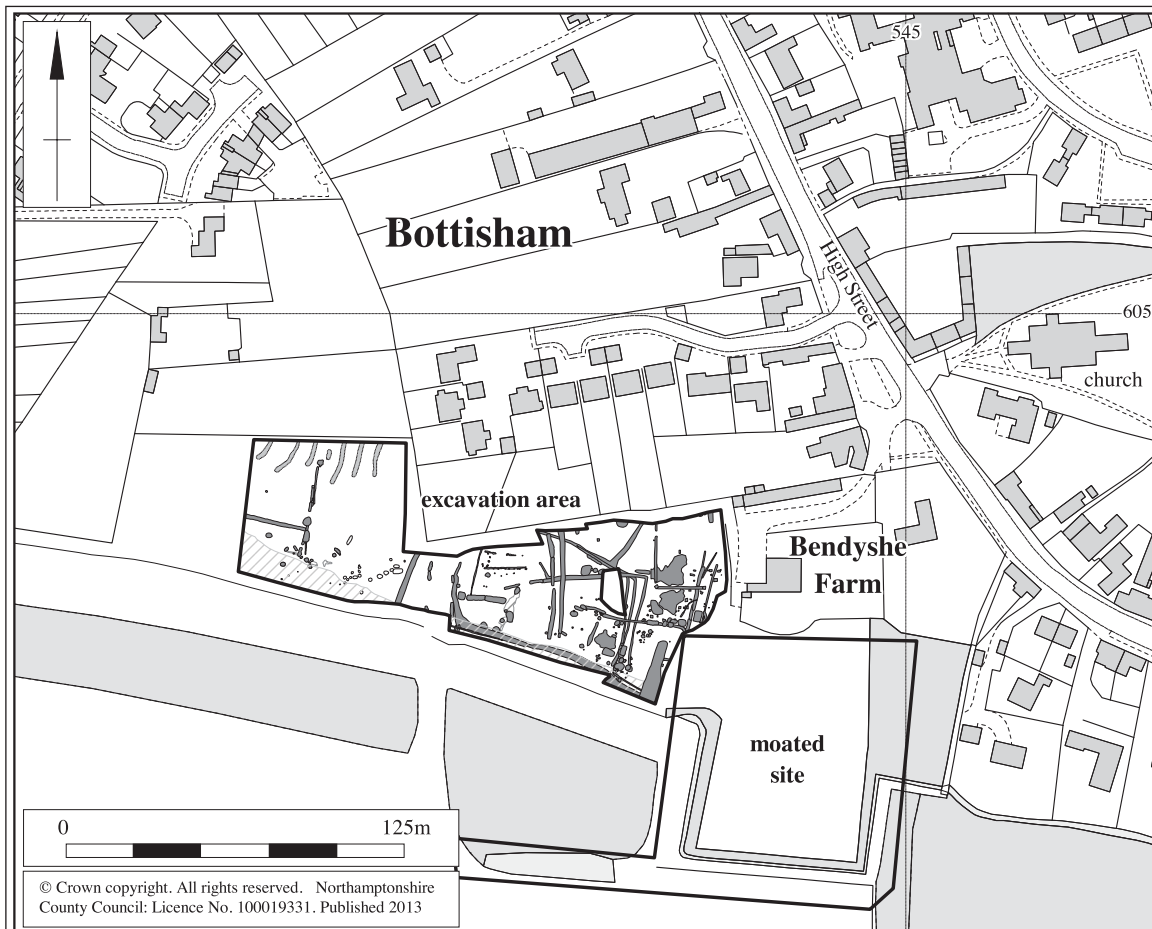 545
Bottisham
High Street
605
church
excavation area
Bendyshe
Farm
moated
site
0 125m
© Crown copyright. All rights reserved. Northamptonshire
County Council: Licence No. 100019331. Published 2013